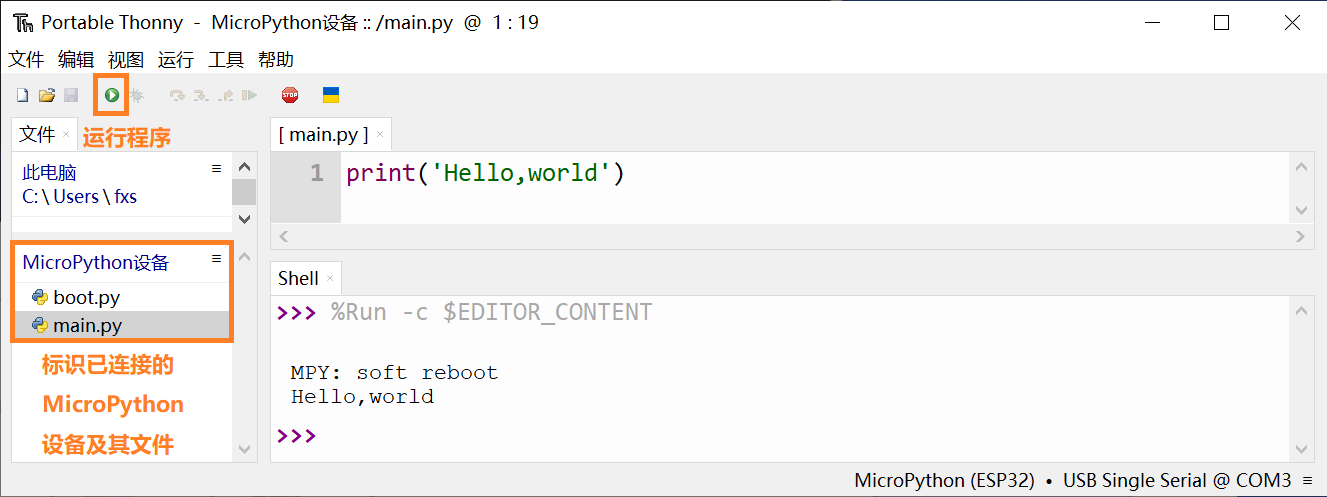 Portable Thonny - MicroPython设备 :: /main.py @ 1 : 19
文件 编辑 视图 运行 工具 帮助
STOP
文件 ×
运行程序
[ main.py ] ×
此电脑
C: \ Users \ fxs
1 print('Hello,world')
MicroPython设备
boot.py
main.py
标识已连接的
MicroPython
设备及其文件
Shell ×
>>> %Run -c $EDITOR_CONTENT
MPY: soft reboot
Hello,world
>>>
MicroPython (ESP32) • USB Single Serial @ COM3 ≡